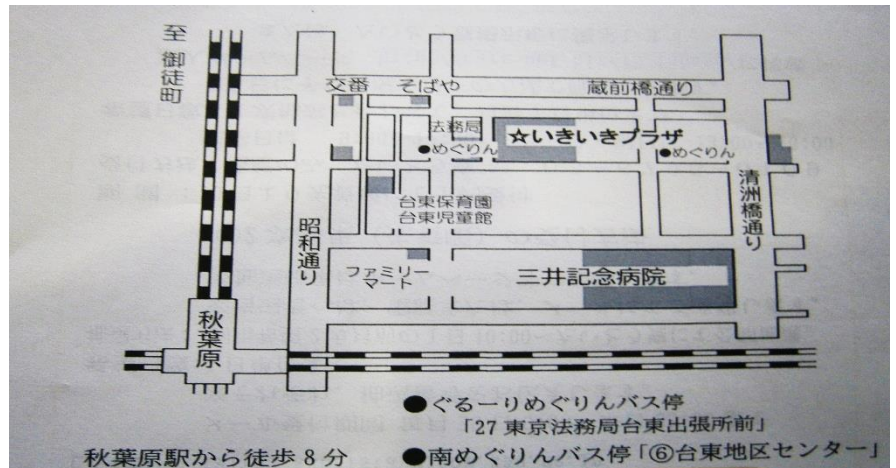 至 御徒町
交番
そばや
蔵前橋通り
法務局
☆いきいきプラザ
●めぐりん
●めぐりん
台東保育園
台東児童館
昭和通り
清洲橋通り
ファミリー
マート
三井記念病院
秋葉原
●ぐるーりめぐりんバス停
「27 東京法務局台東出張所前」
秋葉原駅から徒歩8分
●南めぐりんバス停「⑥台東地区センター」